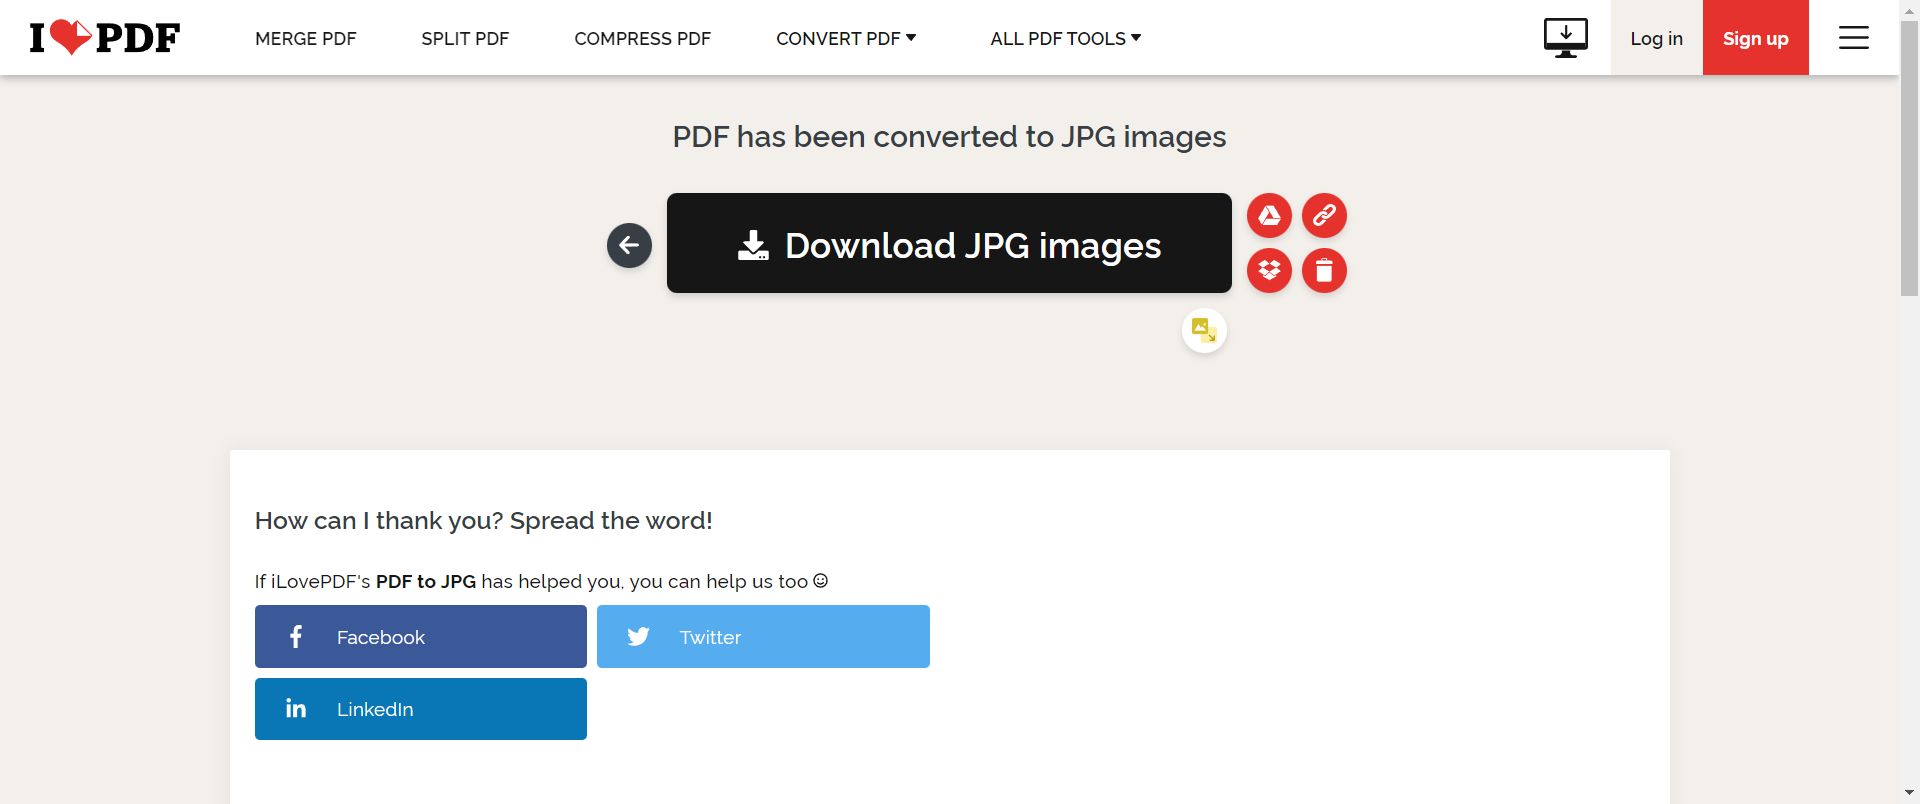 I PDF
MERGE PDF
SPLIT PDF
COMPRESS PDF
CONVERT PDF
ALL PDF TOOLS
Log in
Sign up
PDF has been converted to JPG images
Download JPG images
How can I thank you? Spread the word!
If iLovePDF's PDF to JPG has helped you, you can help us too
Facebook
Twitter
LinkedIn